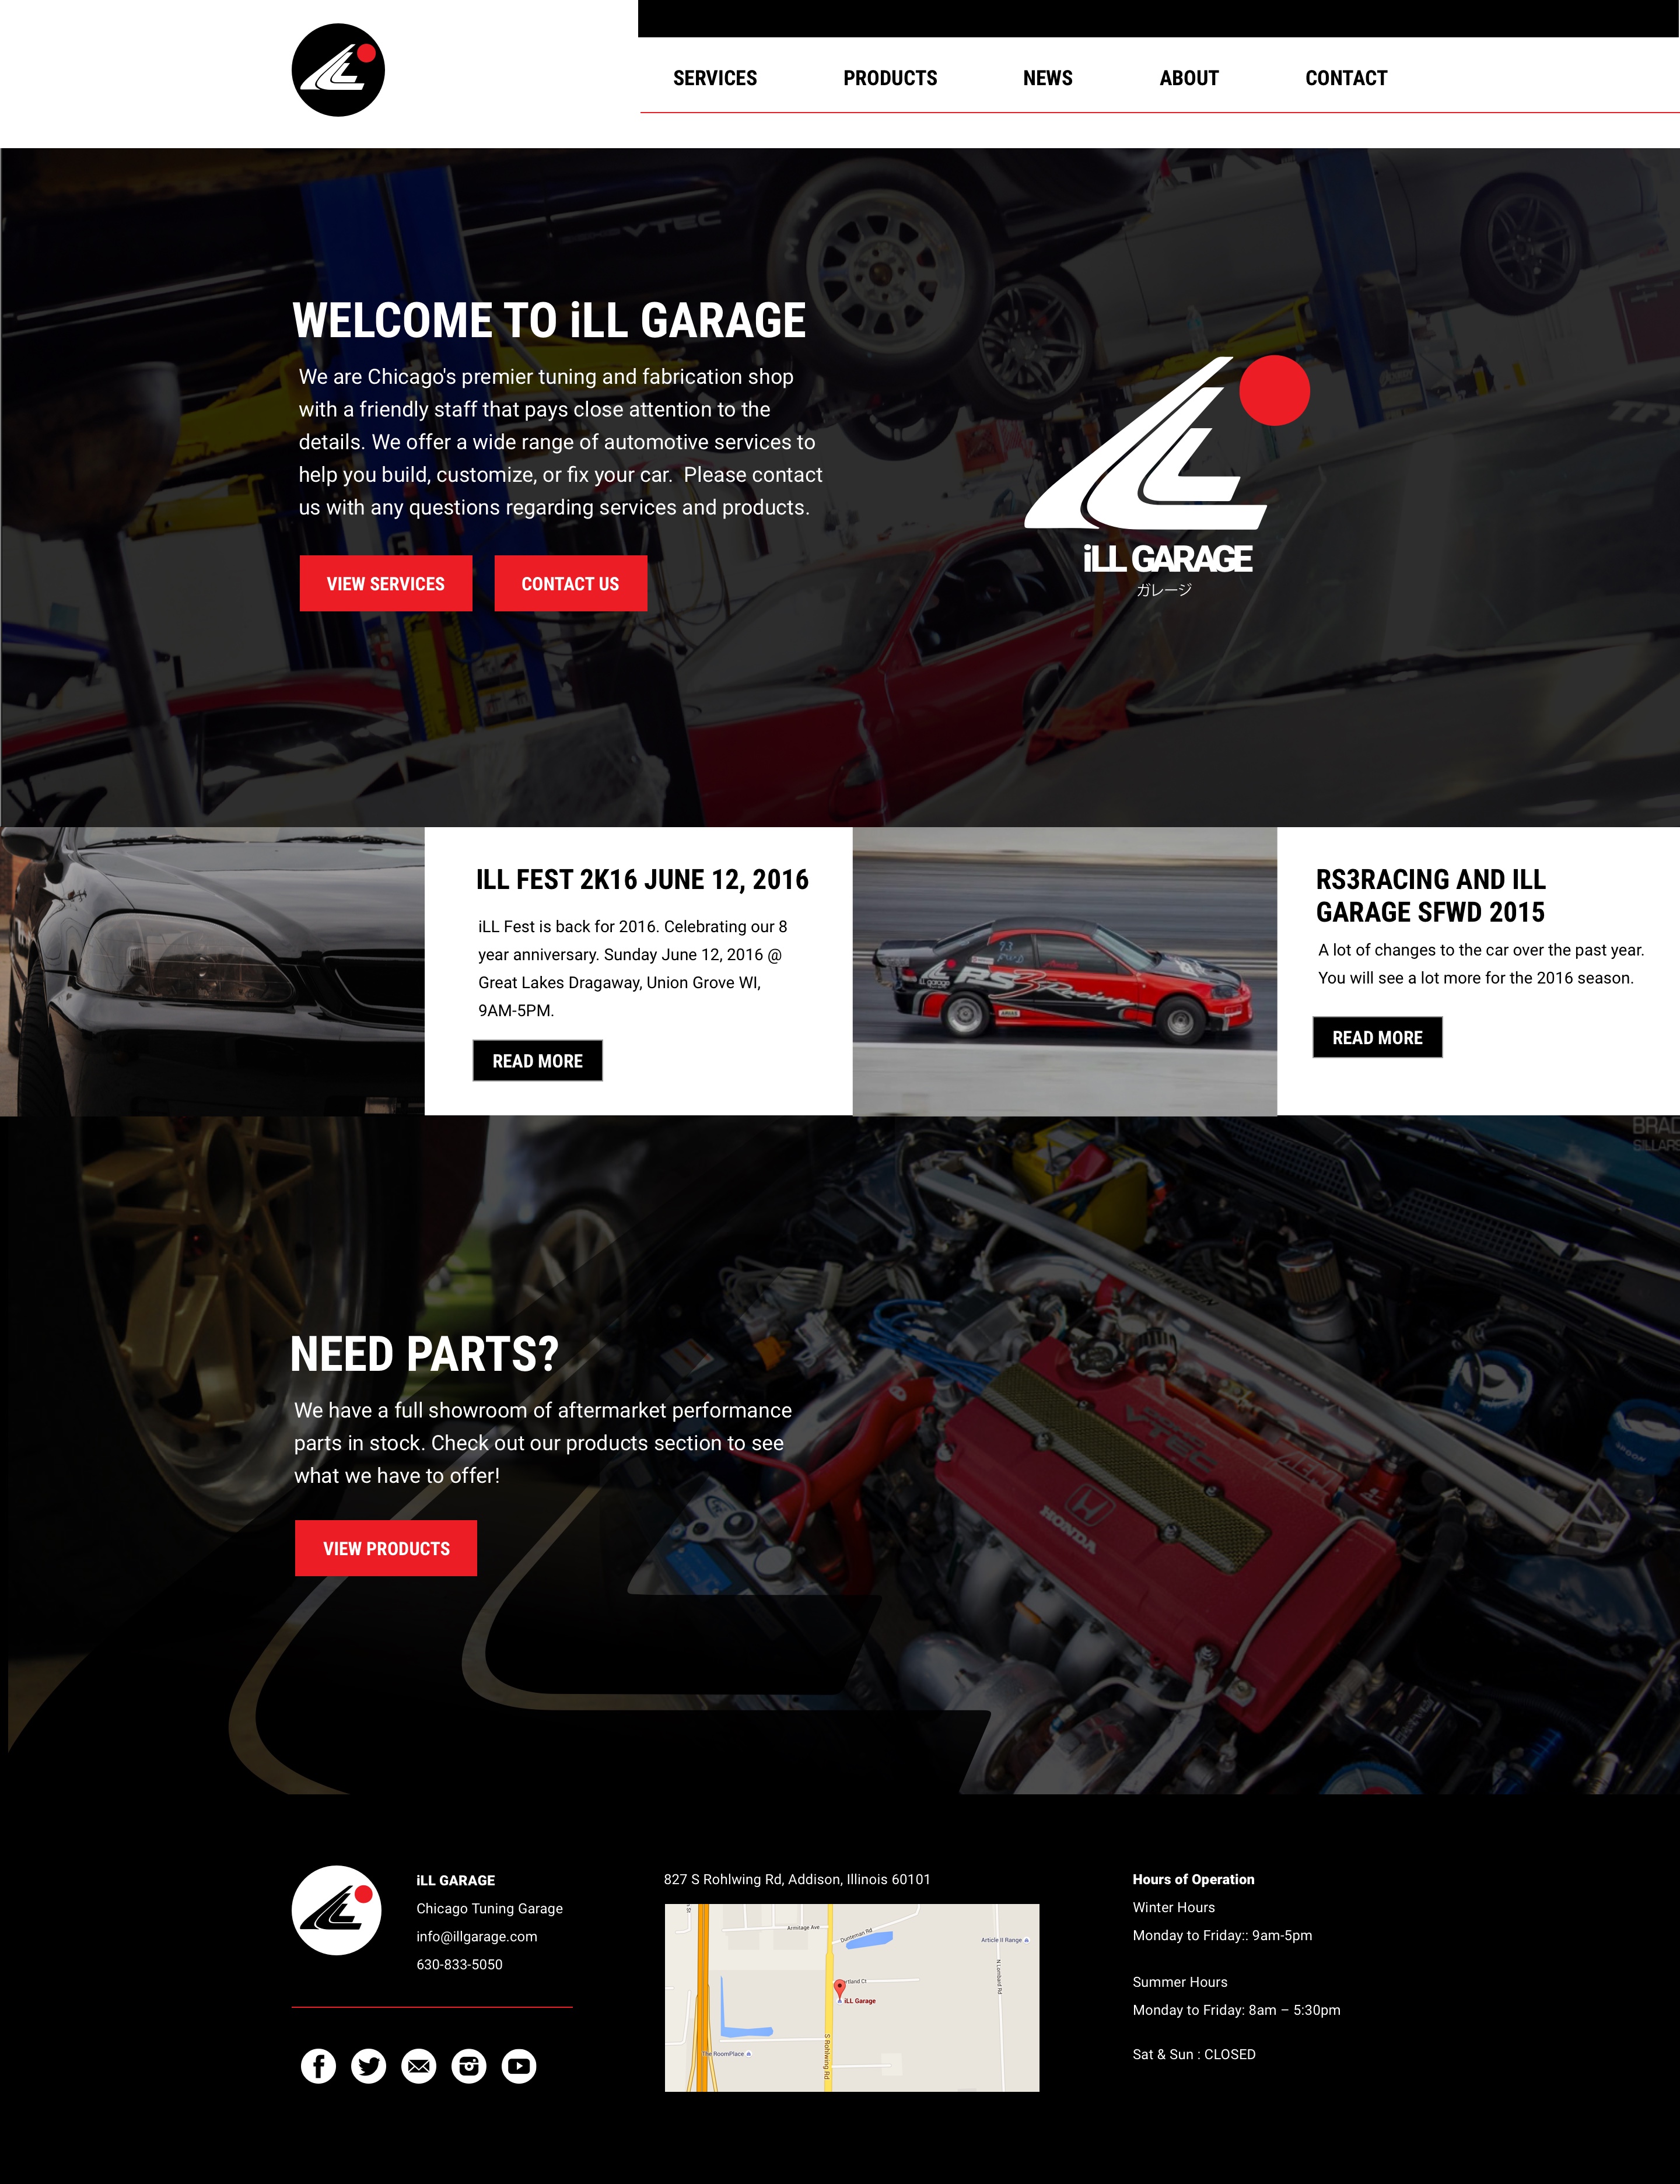 SERVICES PRODUCTS NEWS ABOUT CONTACT
VTEC
WELCOME TO iLL GARAGE
We are Chicago's premier tuning and fabrication shop
with a friendly staff that pays close attention to the
details. We offer a wide range of automotive services to
help you build, customize, or fix your car.  Please contact
us with any questions regarding services and products.
VIEW SERVICES CONTACT US
iLL GARAGE
ガレージ
ILL FEST 2K16 JUNE 12, 2016
iLL Fest is back for 2016. Celebrating our 8
year anniversary. Sunday June 12, 2016 @
Great Lakes Dragaway, Union Grove WI,
9AM-5PM.
READ MORE
RS3Racing
RS3RACING AND ILL
GARAGE SFWD 2015
A lot of changes to the car over the past year.
You will see a lot more for the 2016 season.
READ MORE
NEED PARTS?
We have a full showroom of aftermarket performance
parts in stock. Check out our products section to see
what we have to offer!
VIEW PRODUCTS
DOHC
VTEC
HONDA
AEM
SPOON
iLL GARAGE
Chicago Tuning Garage
info@illgarage.com
630-833-5050
827 S Rohlwing Rd, Addison, Illinois 60101
Armitage Ave
Dunteman Rd
Article II Range
N Lombard Rd
iLL Garage
The RoomPlace
S Rohlwing Rd
Hours of Operation
Winter Hours
Monday to Friday:: 9am-5pm
Summer Hours
Monday to Friday: 8am – 5:30pm
Sat & Sun : CLOSED